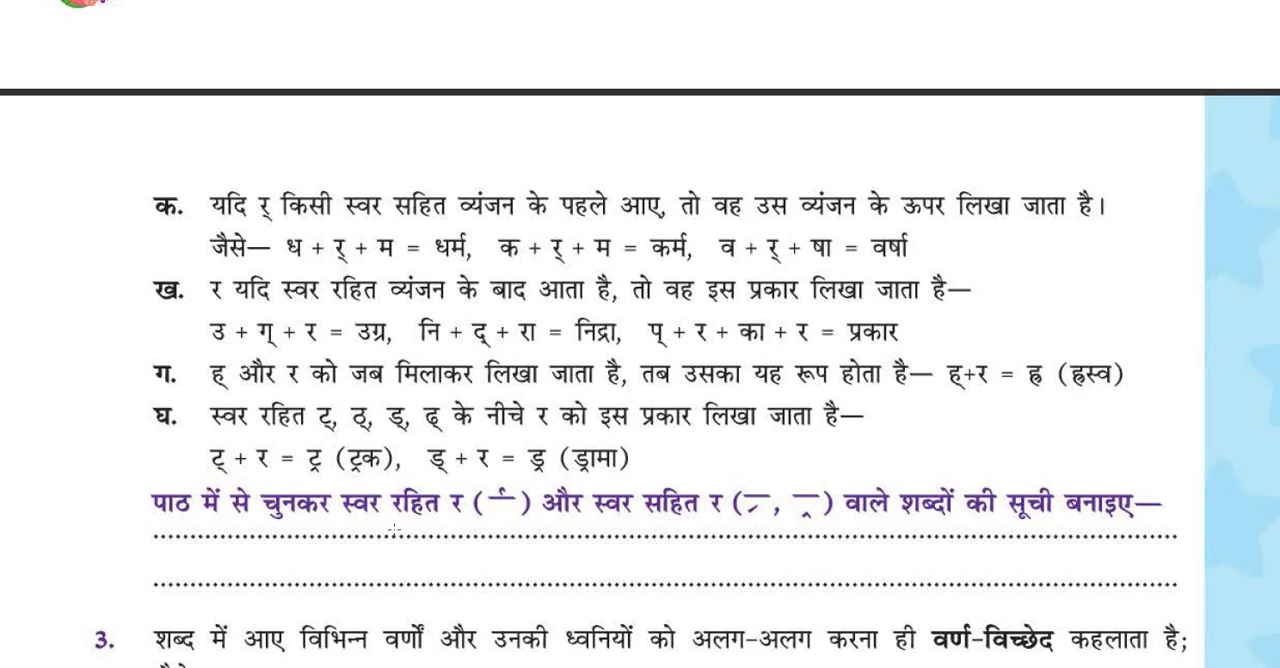 क. यदि र् किसी स्वर सहित व्यंजन के पहले आए, तो वह उस व्यंजन के ऊपर लिखा जाता है।
जैसे— ध + र् + म = धर्म, क + र् + म = कर्म, व + र् + षा = वर्षा
ख. र यदि स्वर रहित व्यंजन के बाद आता है, तो वह इस प्रकार लिखा जाता है—
उ + ग् + र = उग्र, नि + द् + रा = निद्रा, प् + र + का + र = प्रकार
ग. ह् और र को जब मिलाकर लिखा जाता है, तब उसका यह रूप होता है— ह्+र = ह्र (ह्रस्व)
घ. स्वर रहित ट्, ठ्, ड्, ढ् के नीचे र को इस प्रकार लिखा जाता है—
ट् + र = ट्र (ट्रक), ड् + र = ड्र (ड्रामा)
पाठ में से चुनकर स्वर रहित र ( ) और स्वर सहित र ( , ) वाले शब्दों की सूची बनाइए—
3. शब्द में आए विभिन्न वर्णों और उनकी ध्वनियों को अलग-अलग करना ही वर्ण-विच्छेद कहलाता है;